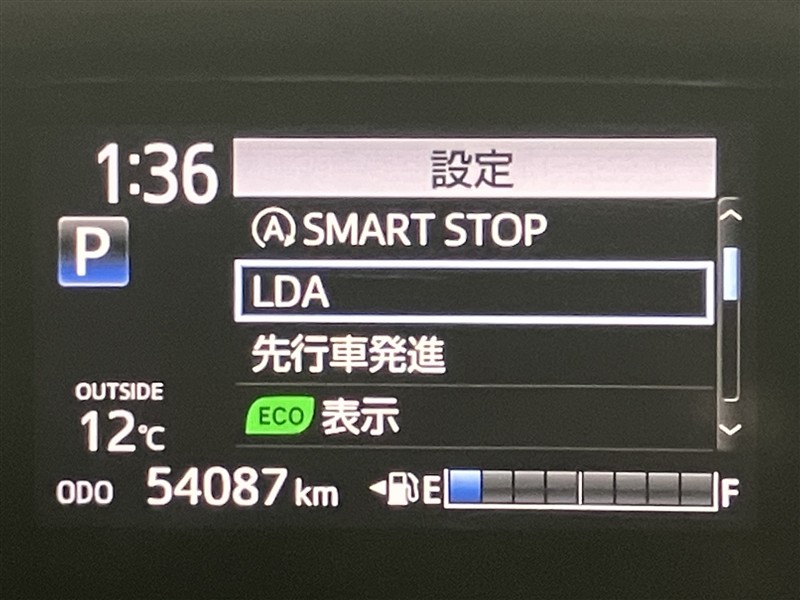 1:36
設定
P
A SMART STOP
LDA
先行車発進
ECO 表示
OUTSIDE
12℃
ODO 54087 km E F